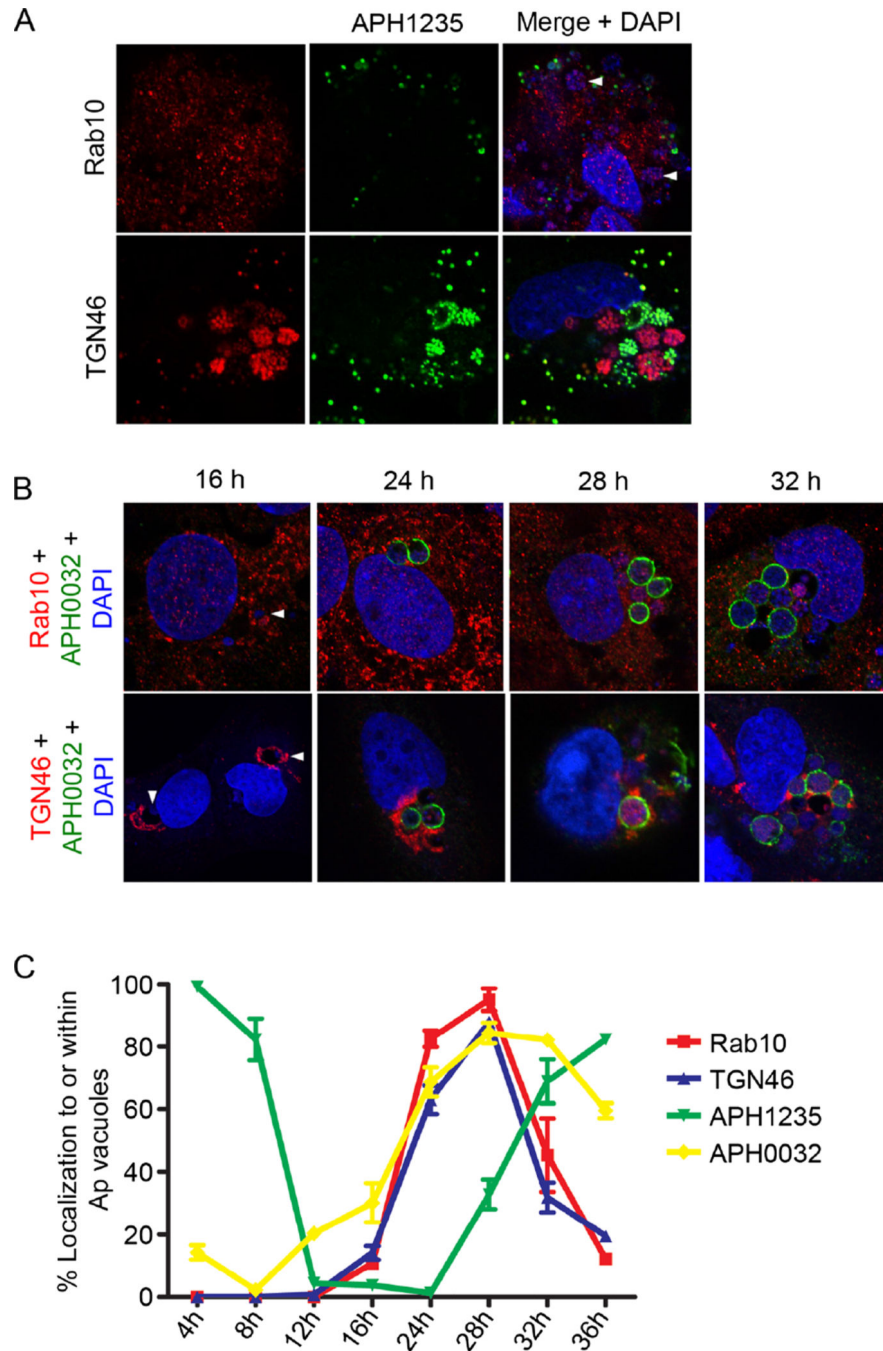 A
APH1235
Merge + DAPI
Rab10
TGN46
B
16 h
24 h
28 h
32 h
Rab10 +
APH0032 +
DAPI
TGN46 +
APH0032 +
DAPI
C
% Localization to or within
Ap vacuoles
100
80
60
40
20
0
4h
8h
12h
16h
24h
28h
32h
36h
Rab10
TGN46
APH1235
APH0032